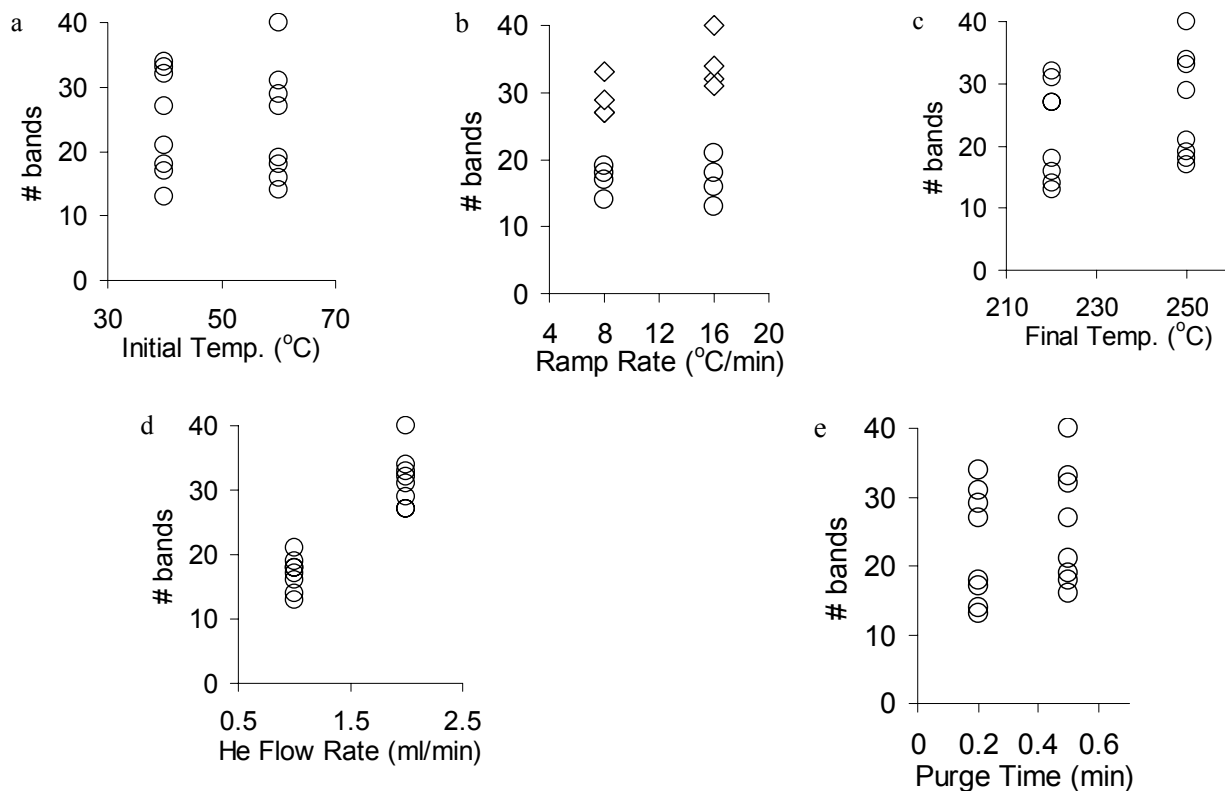 a
# bands
40
30
20
10
0
30
50
70
Initial Temp. (°C)
b
# bands
40
30
20
10
0
4
8
12
16
20
Ramp Rate (°C/min)
c
# bands
40
30
20
10
0
210
230
250
Final Temp. (°C)
d
# bands
40
30
20
10
0
0.5
1.5
2.5
He Flow Rate (ml/min)
e
# bands
40
30
20
10
0
0
0.2
0.4
0.6
Purge Time (min)